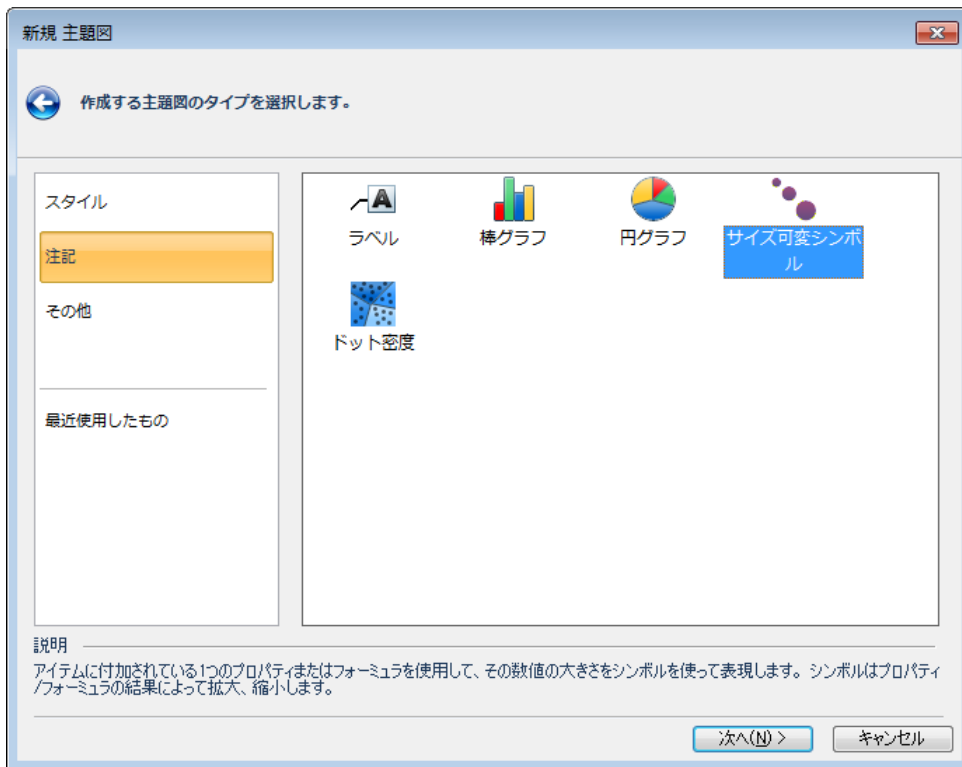 新規 主題図
作成する主題図のタイプを選択します。
スタイル
注記
その他
最近使用したもの
A
ラベル
棒グラフ
円グラフ
サイズ可変シンボ
ル
ドット密度
説明
アイテムに付加されている1つのプロパティまたはフォーミュラを使用して、その数値の大きさをシンボルを使って表現します。シンボルはプロパティ
/フォーミュラの結果によって拡大、縮小します。
次へ(N) >
キャンセル